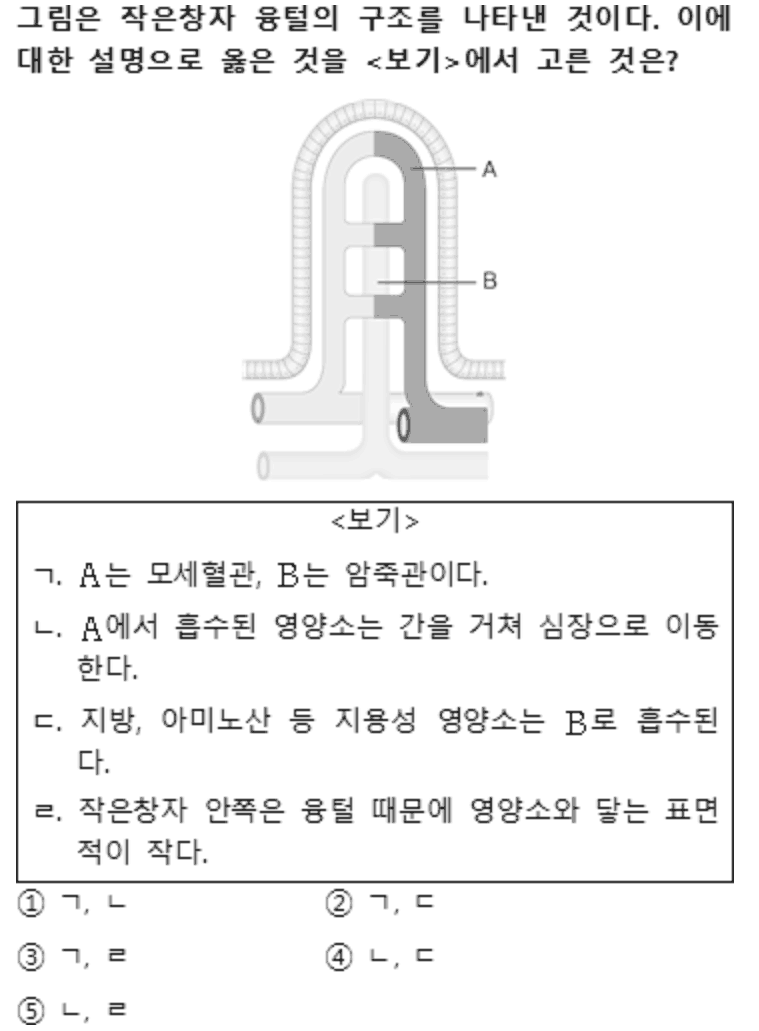 그림은 작은창자 융털의 구조를 나타낸 것이다. 이에
대한 설명으로 옳은 것을 <보기>에서 고른 것은?
A
B
<보기>
ㄱ. A는 모세혈관, B는 암죽관이다.
ㄴ. A에서 흡수된 영양소는 간을 거쳐 심장으로 이동
한다.
ㄷ. 지방, 아미노산 등 지용성 영양소는 B로 흡수된
다.
ㄹ. 작은창자 안쪽은 융털 때문에 영양소와 닿는 표면
적이 작다.
① ㄱ, ㄴ ② ㄱ, ㄷ
③ ㄱ, ㄹ ④ ㄴ, ㄷ
⑤ ㄴ, ㄹ